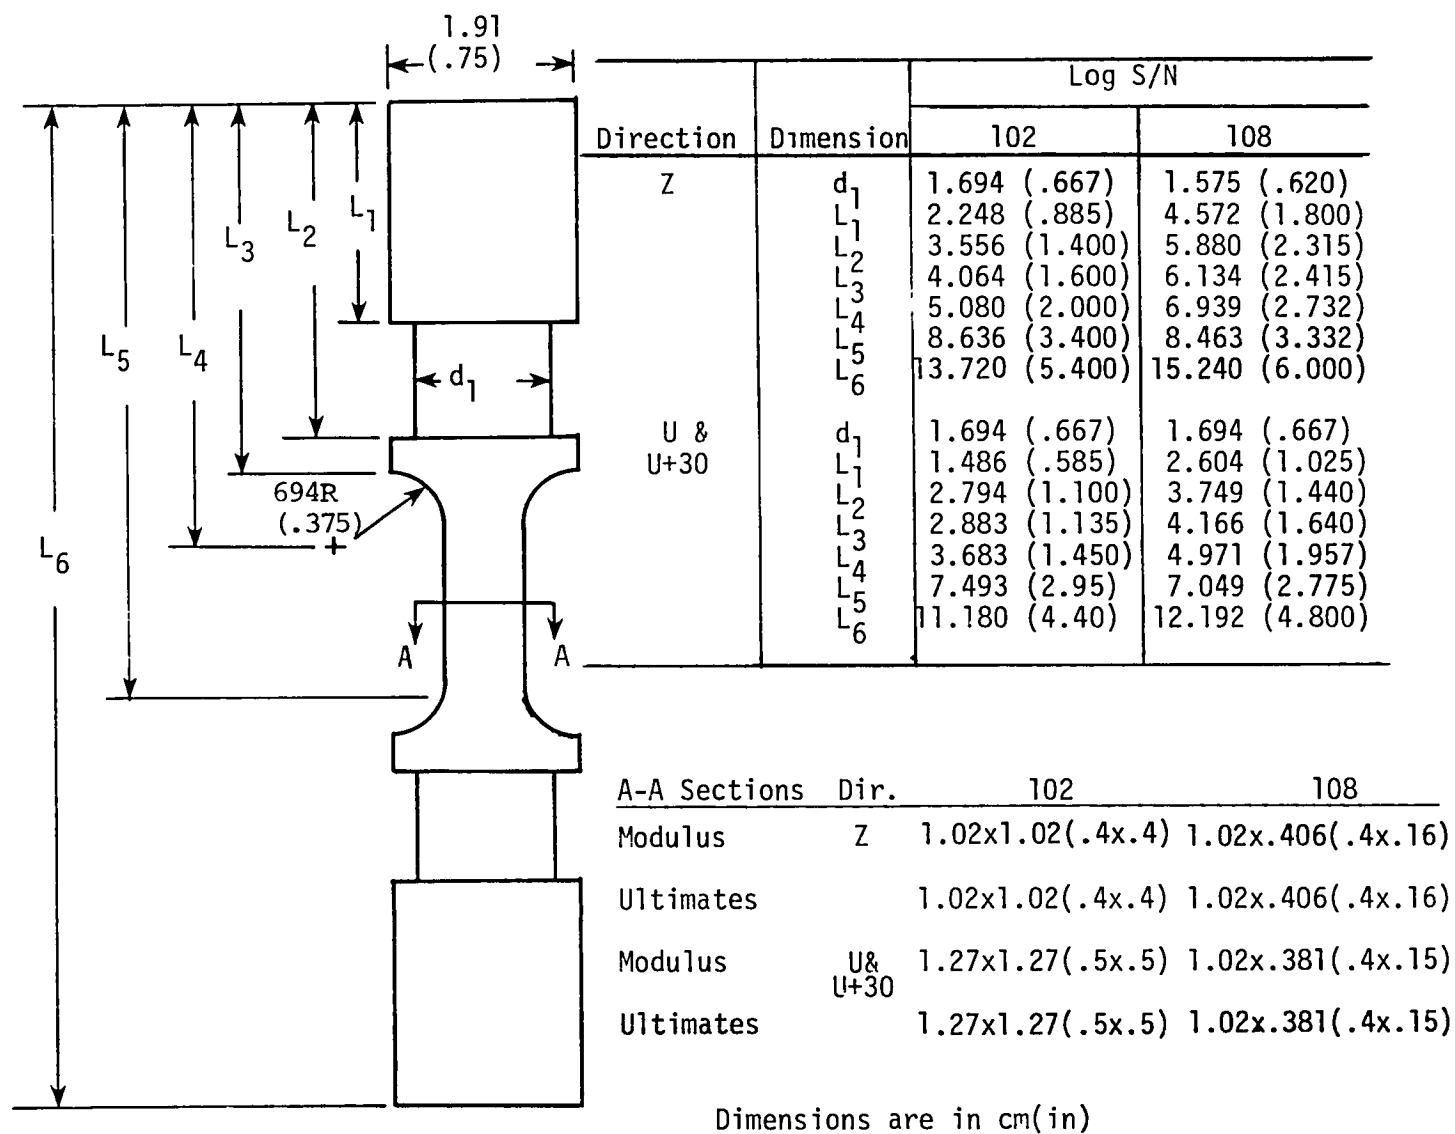 1.91
(.75)
Log S/N
Direction Dimension 102 108
Z d1 1.694 (.667) 1.575 (.620)
L1 2.248 (.885) 4.572 (1.800)
L2 3.556 (1.400) 5.880 (2.315)
L3 4.064 (1.600) 6.134 (2.415)
L4 5.080 (2.000) 6.939 (2.732)
L5 8.636 (3.400) 8.463 (3.332)
L6 13.720 (5.400) 15.240 (6.000)
U & d1 1.694 (.667) 1.694 (.667)
U+30 L1 1.486 (.585) 2.604 (1.025)
L2 2.794 (1.100) 3.749 (1.440)
L3 2.883 (1.135) 4.166 (1.640)
L4 3.683 (1.450) 4.971 (1.957)
L5 7.493 (2.95) 7.049 (2.775)
L6 11.180 (4.40) 12.192 (4.800)
L1
L2
L3
L4
L5
L6
d1
694R
(.375)
A A
A-A Sections Dir. 102 108
Modulus Z 1.02x1.02(.4x.4) 1.02x.406(.4x.16)
Ultimates 1.02x1.02(.4x.4) 1.02x.406(.4x.16)
Modulus U& 1.27x1.27(.5x.5) 1.02x.381(.4x.15)
U+30
Ultimates 1.27x1.27(.5x.5) 1.02x.381(.4x.15)
Dimensions are in cm(in)